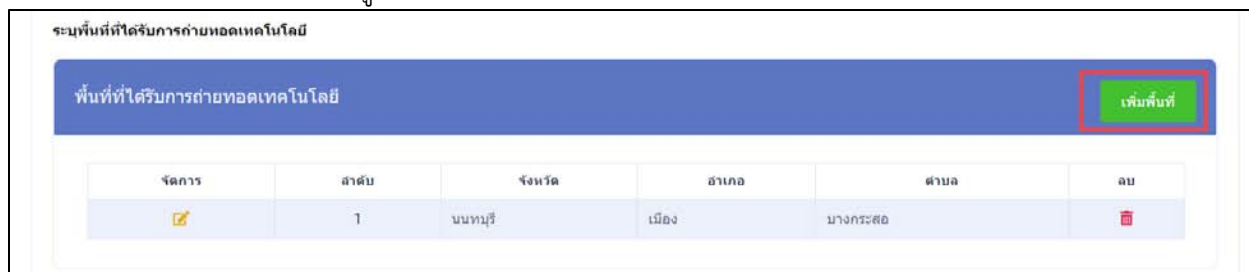 ระบุพื้นที่ที่ได้รับการถ่ายทอดเทคโนโลยี
พื้นที่ที่ได้รับการถ่ายทอดเทคโนโลยี
เพิ่มพื้นที่
จัดการ ลำดับ จังหวัด อำเภอ ตำบล ลบ
1 นนทบุรี เมือง บางกระสอ